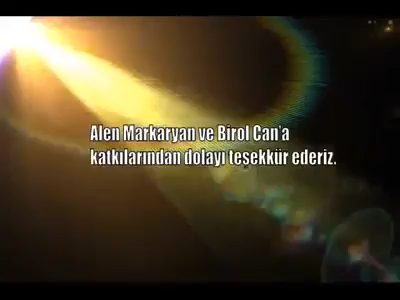 Alen Markaryan ve Birol Can'a
katkılarından dolayı teşekkür ederiz.